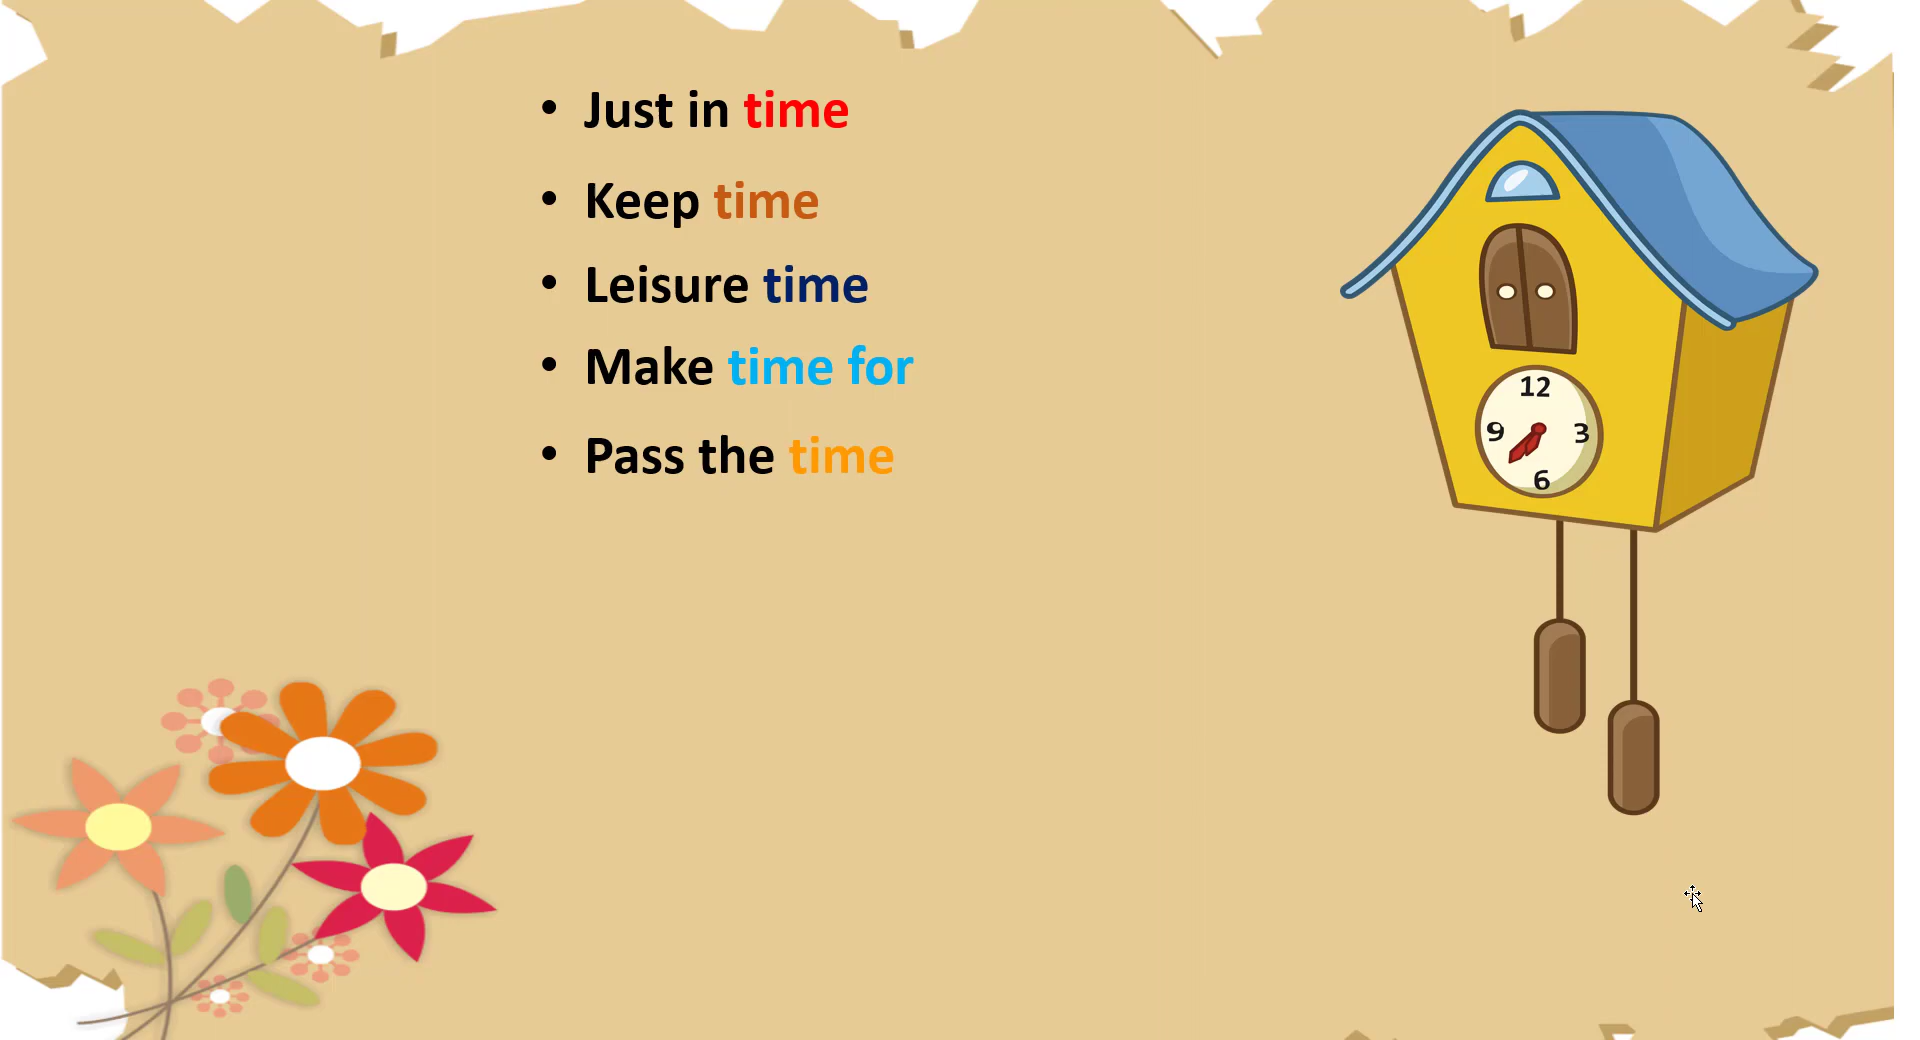 • Just in time
• Keep time
• Leisure time
• Make time for
• Pass the time
12
9 3
6